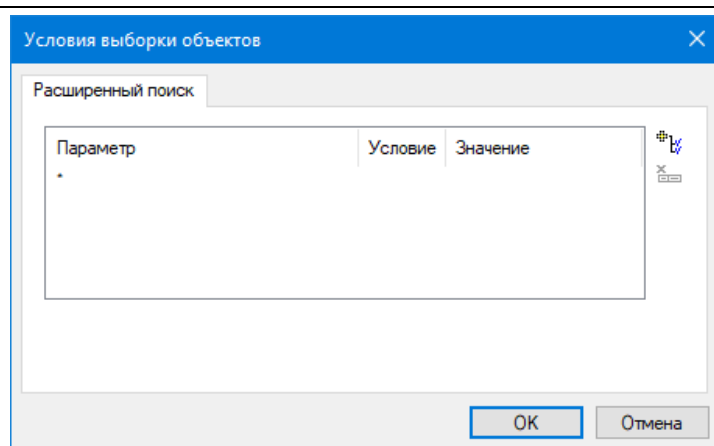 Условия выборки объектов
Расширенный поиск
Параметр Условие Значение
*
OK Отмена